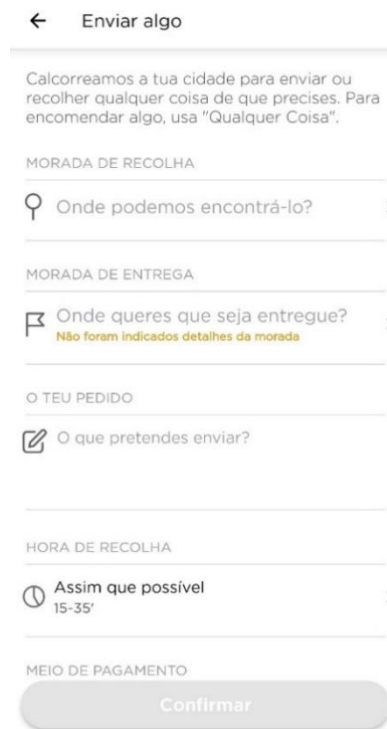 Enviar algo
Calcorreamos a tua cidade para enviar ou
recolher qualquer coisa de que precises. Para
encomendar algo, usa "Qualquer Coisa".
MORADA DE RECOLHA
Onde podemos encontrá-lo?
MORADA DE ENTREGA
Onde queres que seja entregue?
Não foram indicados detalhes da morada
O TEU PEDIDO
O que pretendes enviar?
HORA DE RECOLHA
Assim que possível
15-35'
MEIO DE PAGAMENTO
Confirmar